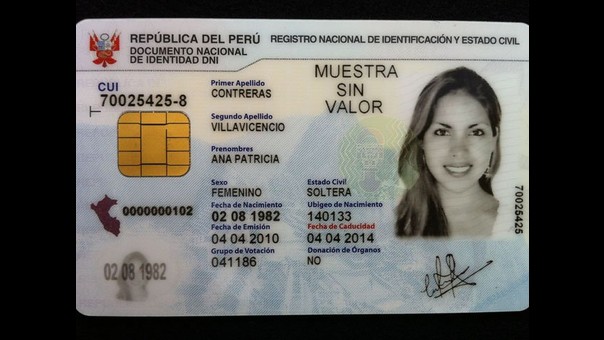 REPÚBLICA DEL PERÚ
REGISTRO NACIONAL DE IDENTIFICACIÓN Y ESTADO CIVIL
DOCUMENTO NACIONAL
DE IDENTIDAD DNI
CUI
70025425-8
Primer Apellido
CONTRERAS
MUESTRA
SIN
VALOR
Segundo Apellido
VILLAVICENCIO
Prenombres
ANA PATRICIA
Sexo
FEMENINO
Estado Civil
SOLTERA
0000000102
Fecha de Nacimiento
02 08 1982
Ubigeo de Nacimiento
140133
Fecha de Emisión
04 04 2010
Fecha de Caducidad
04 04 2014
Grupo de Votación
041186
Donación de Órganos
NO
02 08 1982
70025425